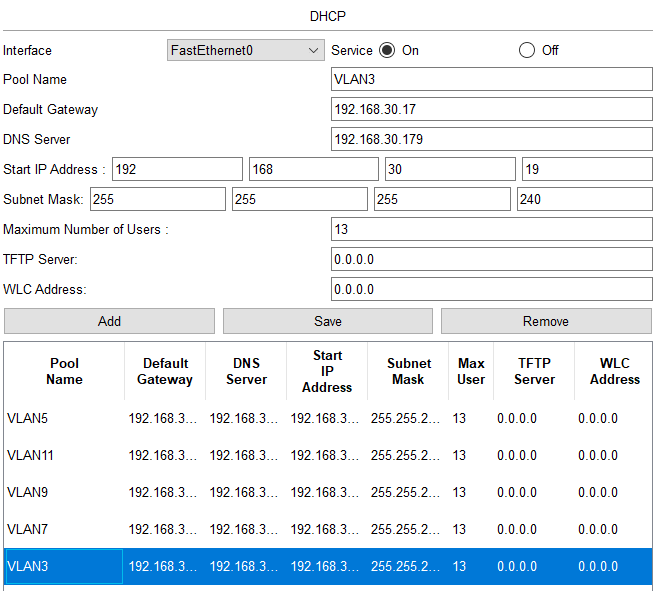 DHCP
Interface FastEthernet0 Service On Off
Pool Name VLAN3
Default Gateway 192.168.30.17
DNS Server 192.168.30.179
Start IP Address : 192 168 30 19
Subnet Mask: 255 255 255 240
Maximum Number of Users : 13
TFTP Server: 0.0.0.0
WLC Address: 0.0.0.0
Add Save Remove
Pool Name Default Gateway DNS Server Start IP Address Subnet Mask Max User TFTP Server WLC Address
VLAN5 192.168.3... 192.168.3... 192.168.3... 255.255.2... 13 0.0.0.0 0.0.0.0
VLAN11 192.168.3... 192.168.3... 192.168.3... 255.255.2... 13 0.0.0.0 0.0.0.0
VLAN9 192.168.3... 192.168.3... 192.168.3... 255.255.2... 13 0.0.0.0 0.0.0.0
VLAN7 192.168.3... 192.168.3... 192.168.3... 255.255.2... 13 0.0.0.0 0.0.0.0
VLAN3 192.168.3... 192.168.3... 192.168.3... 255.255.2... 13 0.0.0.0 0.0.0.0